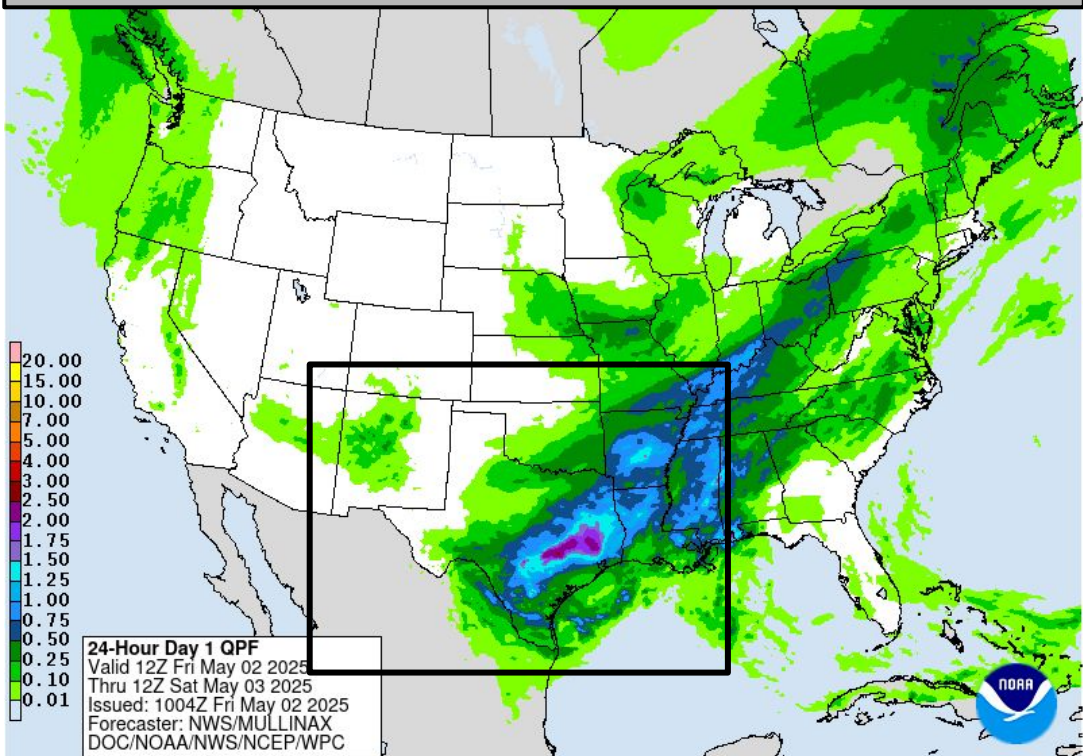 20.00
15.00
10.00
7.00
5.00
4.00
3.00
2.50
2.00
1.75
1.50
1.25
1.00
0.75
0.50
0.25
0.10
0.01
24-Hour Day 1 QPF
Valid 12Z Fri May 02 2025
Thru 12Z Sat May 03 2025
Issued: 1004Z Fri May 02 2025
Forecaster: NWS/MULLINAX
DOC/NOAA/NWS/NCEP/WPC
NOAA